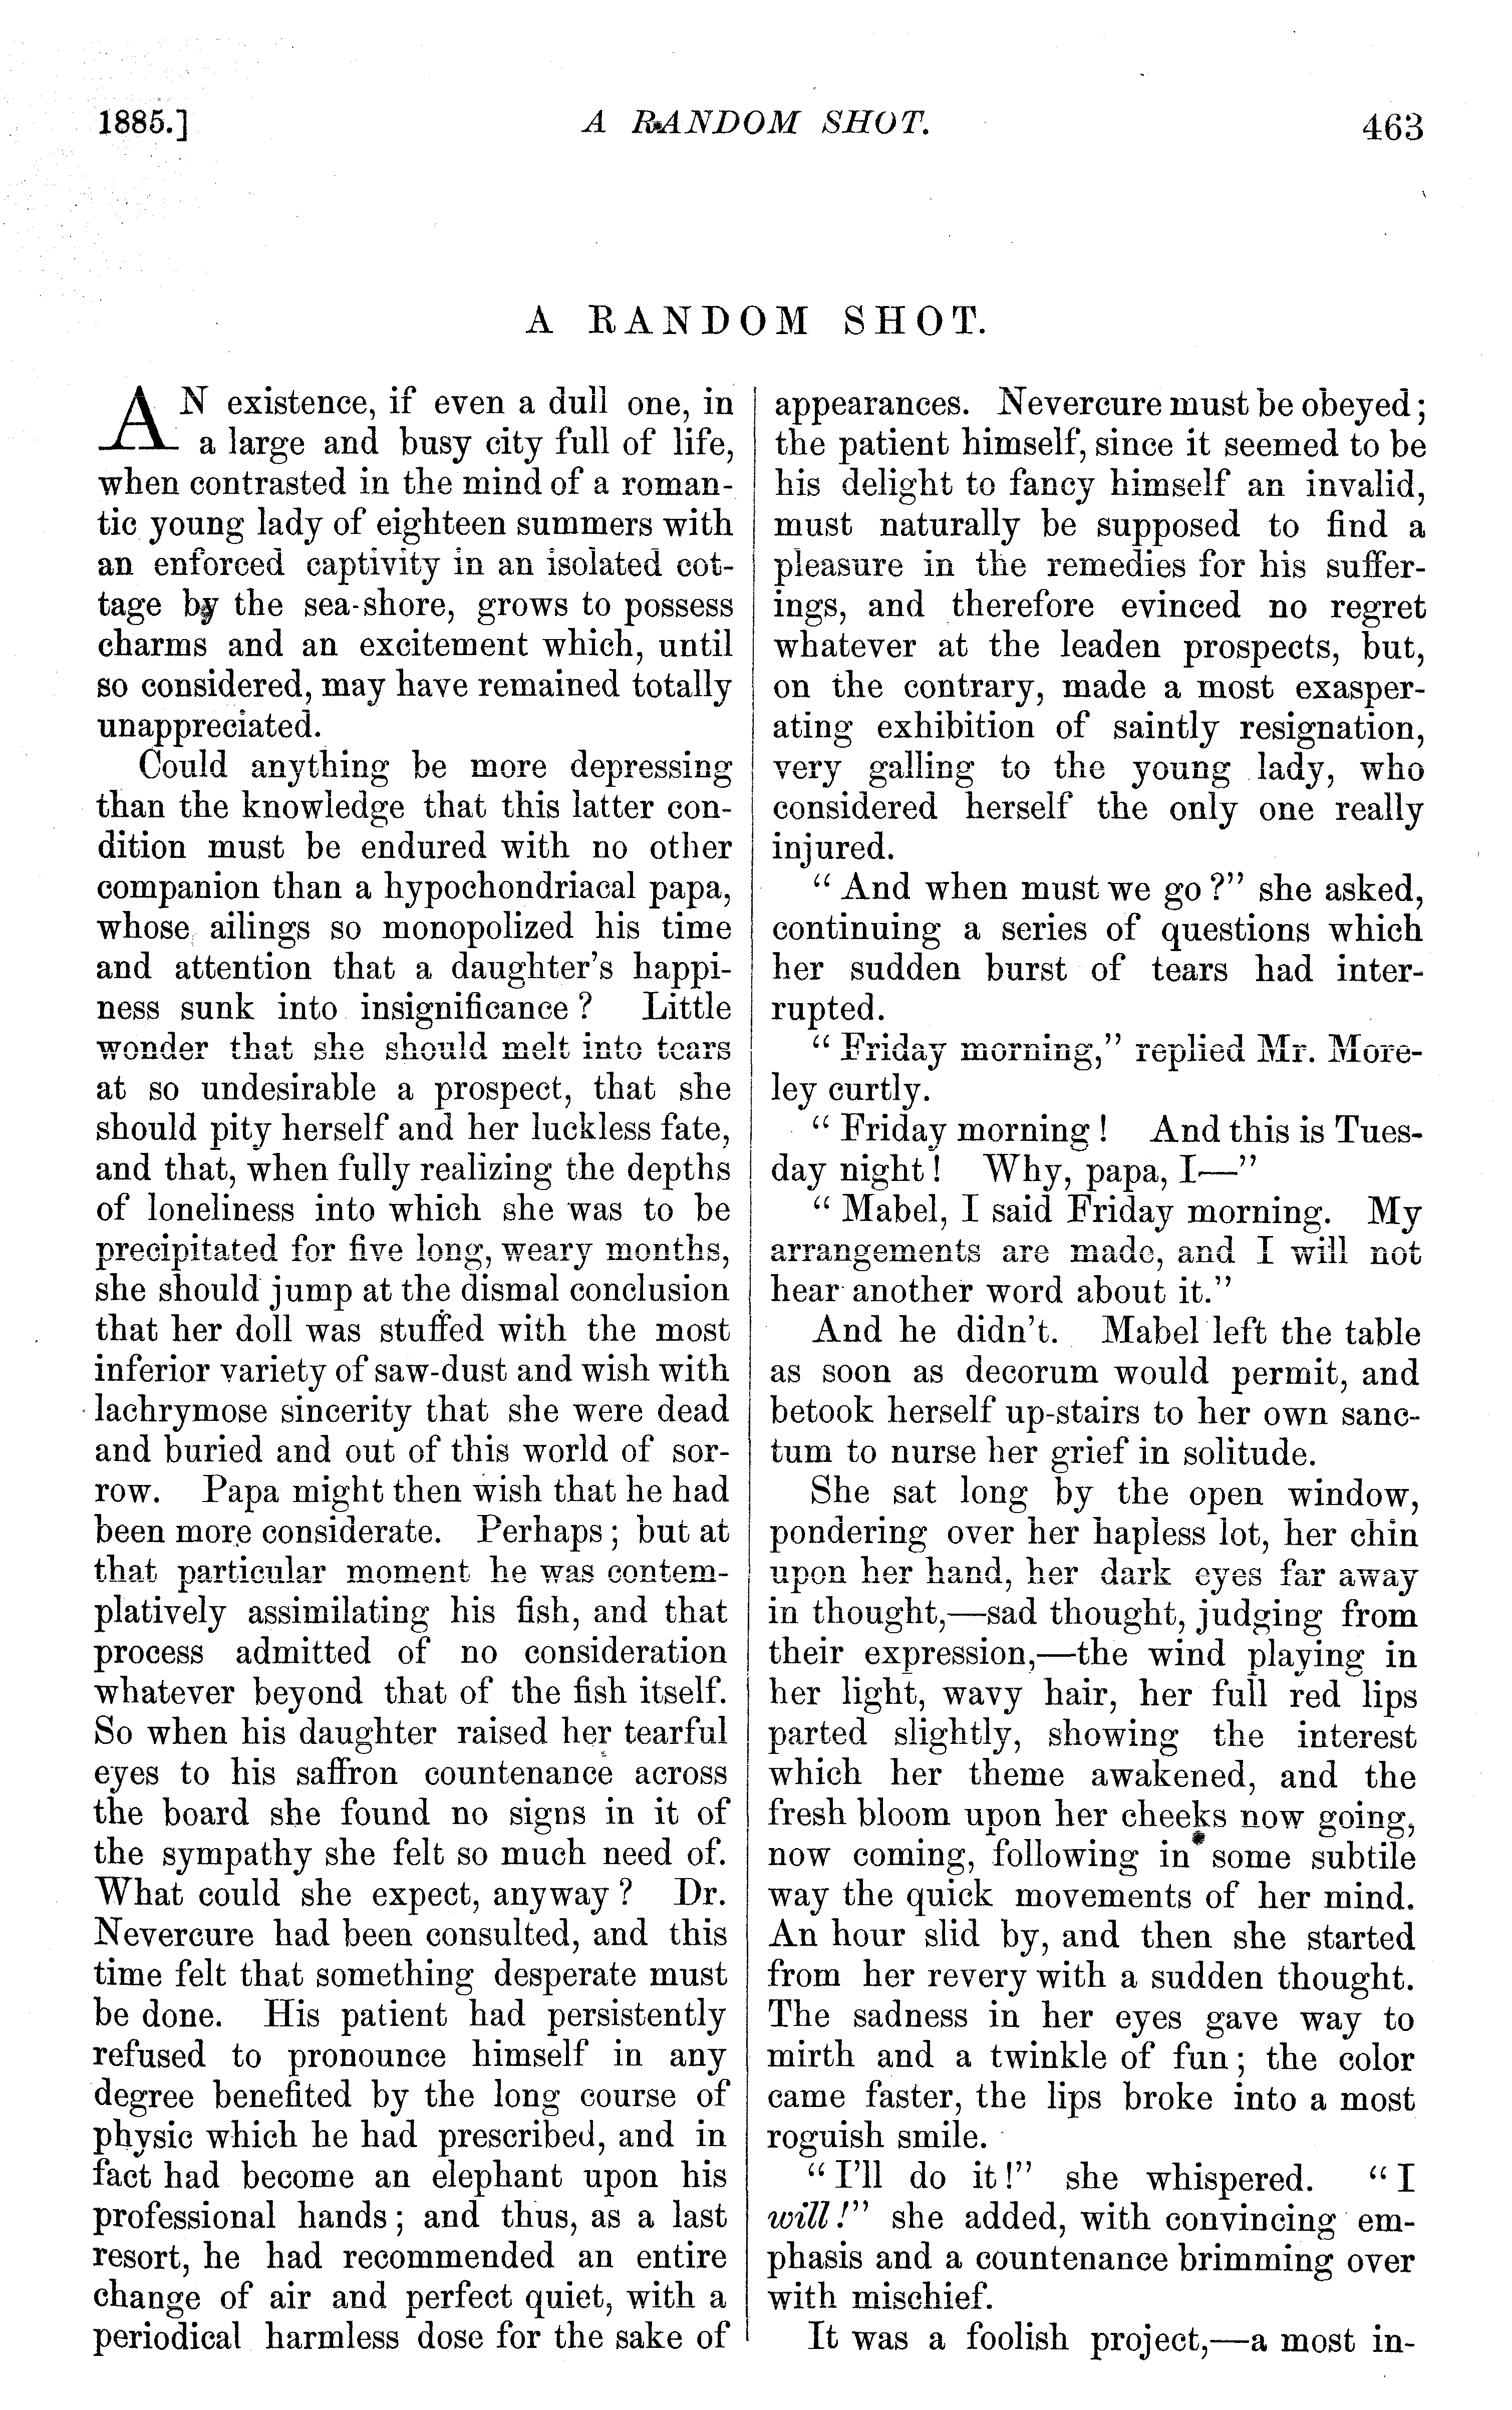 1885.] A RANDOM SHOT. 463
A RANDOM SHOT.
AN existence, if even a dull one, in
a large and busy city full of life,
when contrasted in the mind of a roman-
tic young lady of eighteen summers with
an enforced captivity in an isolated cot-
tage by the sea-shore, grows to possess
charms and an excitement which, until
so considered, may have remained totally
unappreciated.
Could anything be more depressing
than the knowledge that this latter con-
dition must be endured with no other
companion than a hypochondriacal papa,
whose ailings so monopolized his time
and attention that a daughter's happi-
ness sunk into insignificance? Little
wonder that she should melt into tears
at so undesirable a prospect, that she
should pity herself and her luckless fate,
and that, when fully realizing the depths
of loneliness into which she was to be
precipitated for five long, weary months,
she should jump at the dismal conclusion
that her doll was stuffed with the most
inferior variety of saw-dust and wish with
lachrymose sincerity that she were dead
and buried and out of this world of sor-
row. Papa might then wish that he had
been more considerate. Perhaps; but at
that particular moment he was contem-
platively assimilating his fish, and that
process admitted of no consideration
whatever beyond that of the fish itself.
So when his daughter raised her tearful
eyes to his saffron countenance across
the board she found no signs in it of
the sympathy she felt so much need of.
What could she expect, anyway? Dr.
Nevercure had been consulted, and this
time felt that something desperate must
be done. His patient had persistently
refused to pronounce himself in any
degree benefited by the long course of
physic which he had prescribed, and in
fact had become an elephant upon his
professional hands; and thus, as a last
resort, he had recommended an entire
change of air and perfect quiet, with a
periodical harmless dose for the sake of
appearances. Nevercure must be obeyed;
the patient himself, since it seemed to be
his delight to fancy himself an invalid,
must naturally be supposed to find a
pleasure in the remedies for his suffer-
ings, and therefore evinced no regret
whatever at the leaden prospects, but,
on the contrary, made a most exasper-
ating exhibition of saintly resignation,
very galling to the young lady, who
considered herself the only one really
injured.
"And when must we go?" she asked,
continuing a series of questions which
her sudden burst of tears had inter-
rupted.
"Friday morning," replied Mr. More-
ley curtly.
"Friday morning! And this is Tues-
day night! Why, papa, I—"
"Mabel, I said Friday morning. My
arrangements are made, and I will not
hear another word about it."
And he didn't. Mabel left the table
as soon as decorum would permit, and
betook herself up-stairs to her own sanc-
tum to nurse her grief in solitude.
She sat long by the open window,
pondering over her hapless lot, her chin
upon her hand, her dark eyes far away
in thought,—sad thought, judging from
their expression,—the wind playing in
her light, wavy hair, her full red lips
parted slightly, showing the interest
which her theme awakened, and the
fresh bloom upon her cheeks now going,
now coming, following in some subtile
way the quick movements of her mind.
An hour slid by, and then she started
from her revery with a sudden thought.
The sadness in her eyes gave way to
mirth and a twinkle of fun; the color
came faster, the lips broke into a most
roguish smile.
"I'll do it!" she whispered. "I
will!" she added, with convincing em-
phasis and a countenance brimming over
with mischief.
It was a foolish project,—a most in-